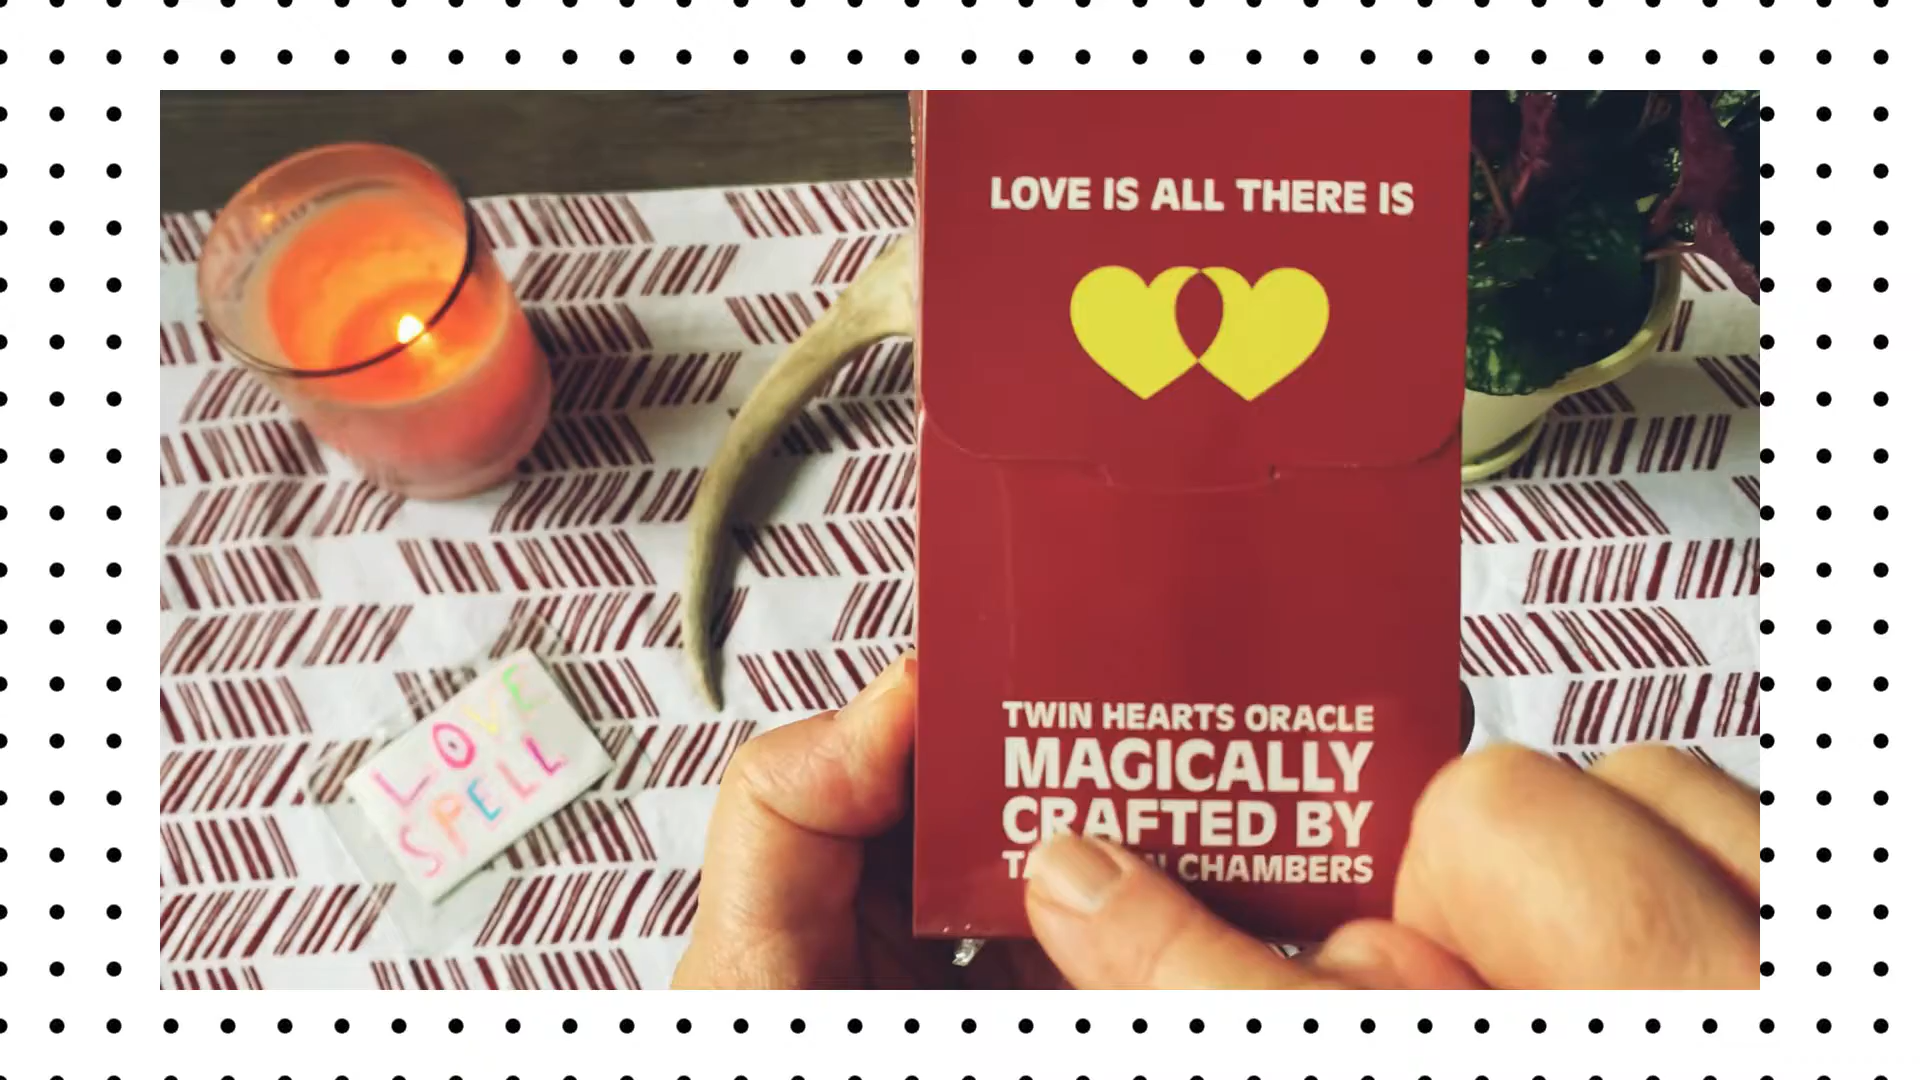 LOVE IS ALL THERE IS
TWIN HEARTS ORACLE
MAGICALLY
CRAFTED BY
CHAMBERS
LOVE
SPELL